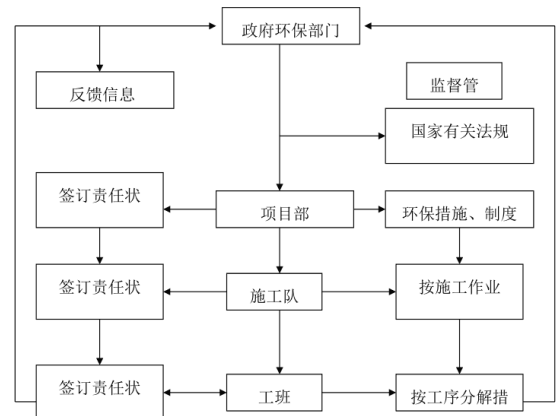 政府环保部门
反馈信息
监督管
国家有关法规
签订责任状
项目部
环保措施、制度
签订责任状
施工队
按施工作业
签订责任状
工班
按工序分解措